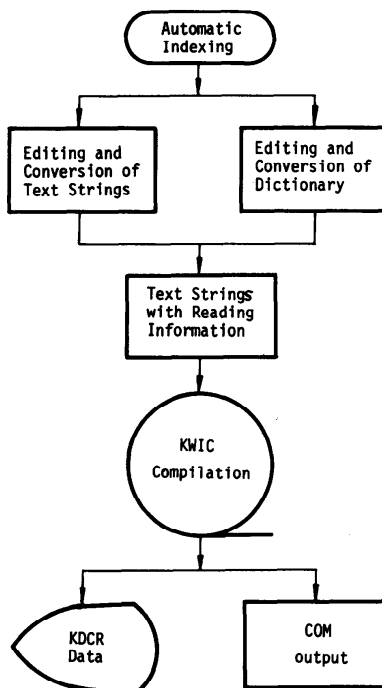 Automatic
Indexing
Editing and
Conversion of
Text Strings
Editing and
Conversion of
Dictionary
Text Strings
with Reading
Information
KWIC
Compilation
KDCR
Data
COM
output